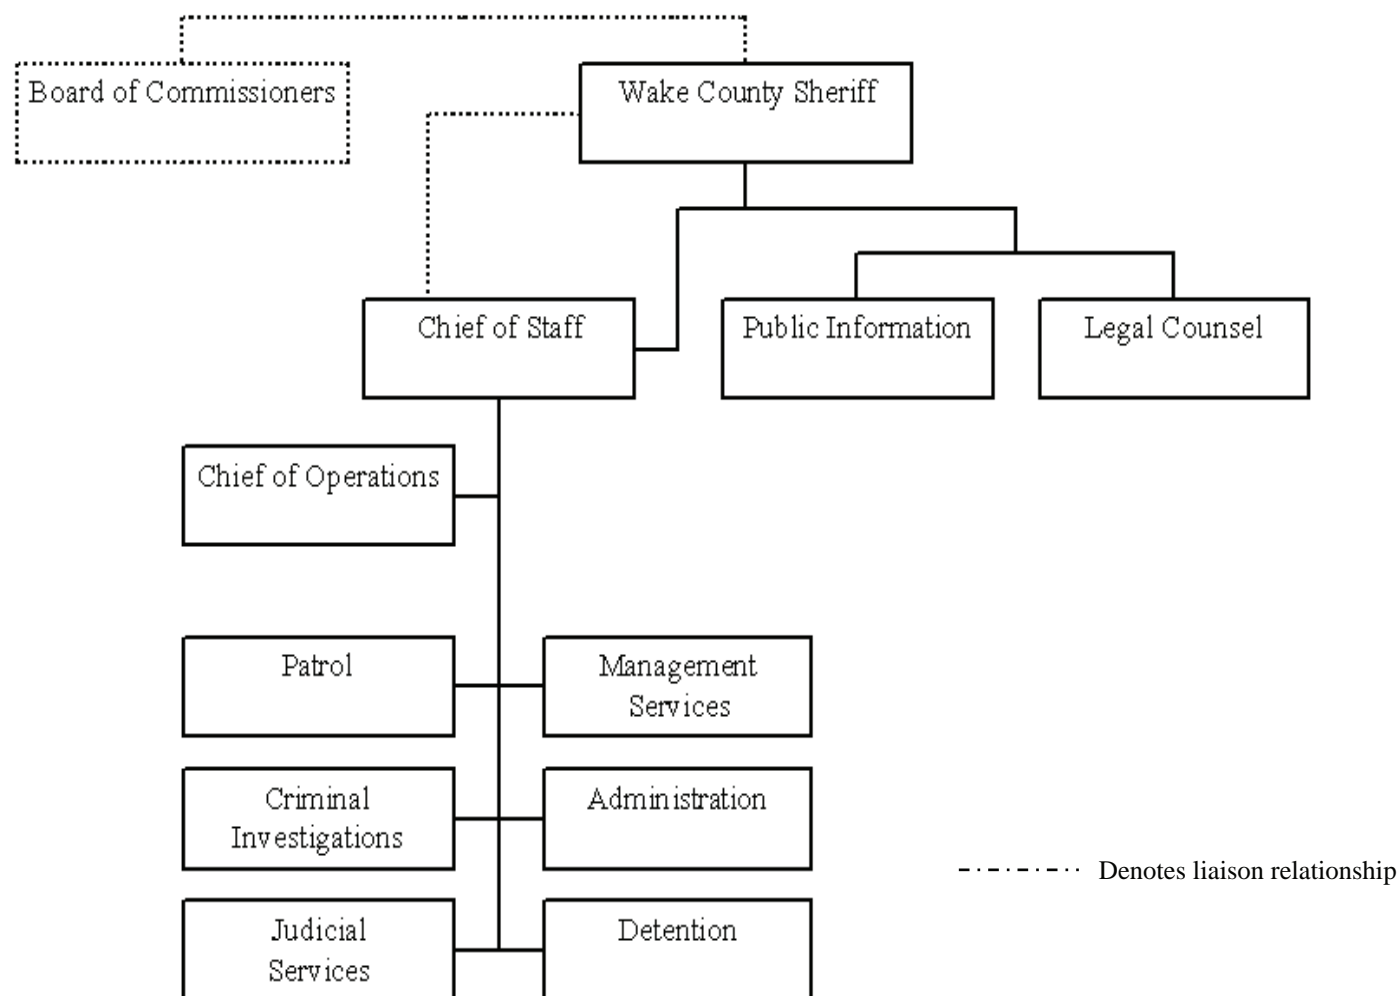 Board of Commissioners
Wake County Sheriff
Chief of Staff
Public Information
Legal Counsel
Chief of Operations
Patrol
Management
Services
Criminal
Investigations
Administration
Denotes liaison relationship
Judicial
Services
Detention